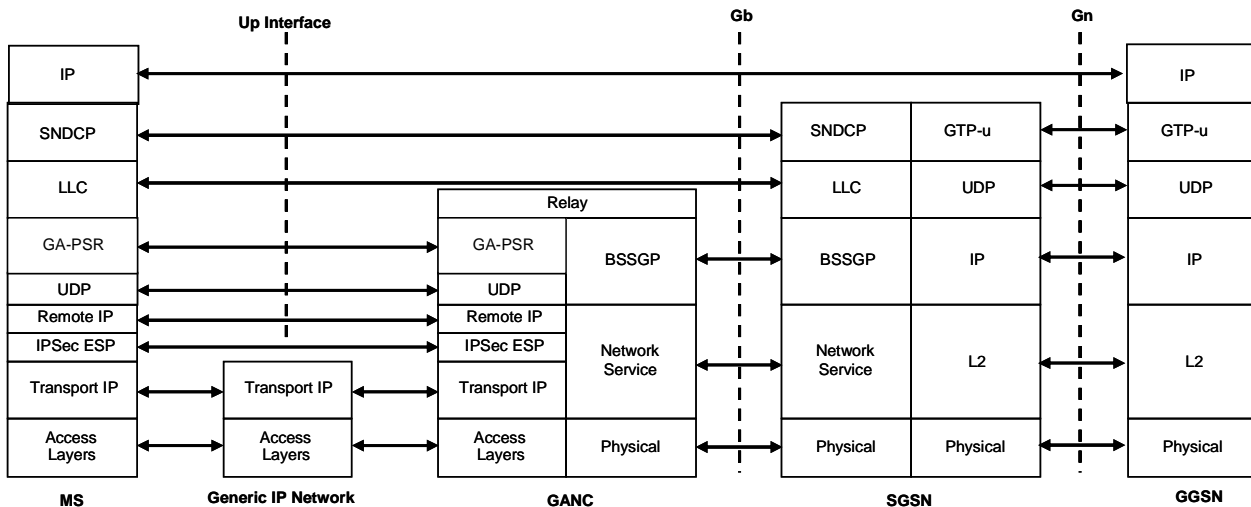 Up Interface
Gb
Gn
IP
IP
SNDCP
SNDCP
GTP-u
GTP-u
LLC
LLC
UDP
UDP
Relay
GA-PSR
GA-PSR
BSSGP
BSSGP
IP
IP
UDP
UDP
Remote IP
Remote IP
IPSec ESP
IPSec ESP
Network
Service
Network
Service
L2
L2
Transport IP
Transport IP
Transport IP
Access
Layers
Access
Layers
Access
Layers
Physical
Physical
Physical
Physical
MS
Generic IP Network
GANC
SGSN
GGSN